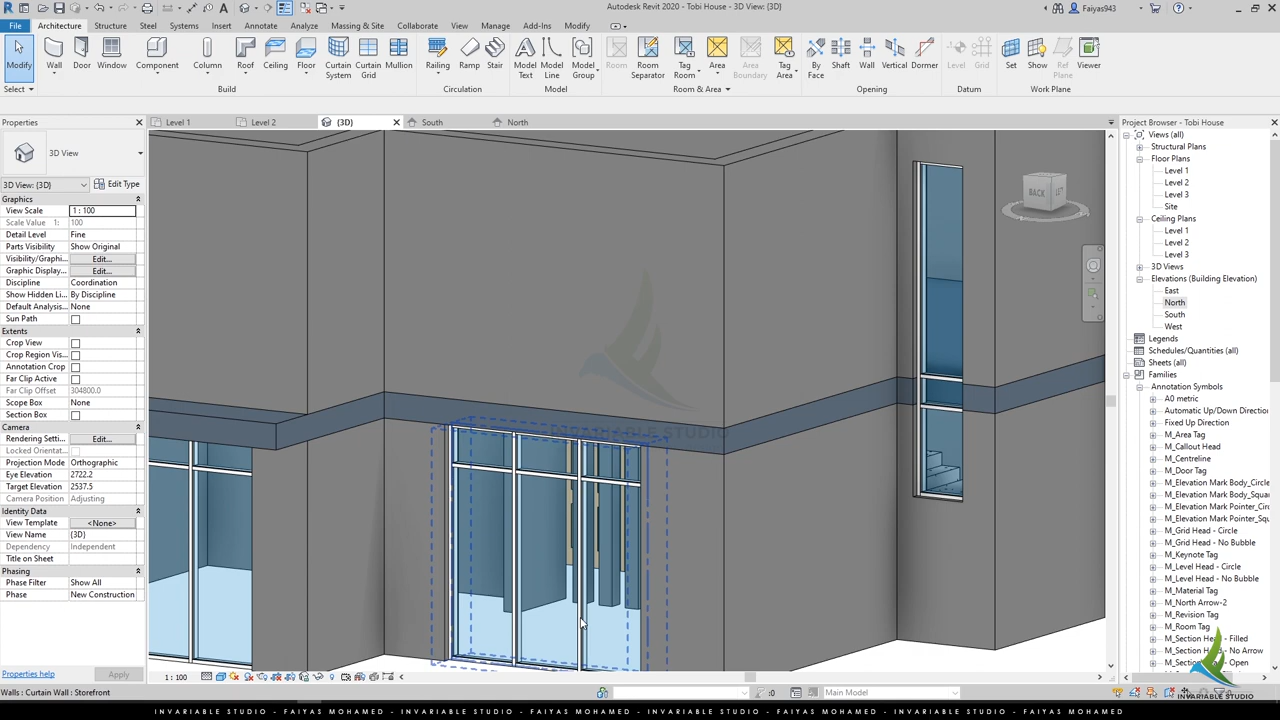 Autodesk Revit 2020 - Tobi House - 3D View: {3D}
Faiyas943
File Architecture Structure Steel Systems Insert Annotate Analyze Massing & Site Collaborate View Manage Add-Ins Modify
Modify Wall Door Window Component Column Roof Ceiling Floor Curtain System Curtain Grid Mullion Railing Ramp Stair Model Text Model Line Model Group Room Room Separator Tag Room Area Area Boundary Tag Area By Face Shaft Wall Vertical Dormer Level Grid Set Show Ref Plane Viewer
Select Build Circulation Model Room & Area Opening Datum Work Plane
Properties
Level 1 Level 2 {3D} South North
Project Browser - Tobi House
3D View
3D View: {3D} Edit Type
Graphics
View Scale 1 : 100
Scale Value 1: 100
Detail Level Fine
Parts Visibility Show Original
Visibility/Graphi... Edit...
Graphic Display... Edit...
Discipline Coordination
Show Hidden Li... By Discipline
Default Analysis... None
Sun Path
Extents
Crop View
Crop Region Vis...
Annotation Crop
Far Clip Active
Far Clip Offset 304800.0
Scope Box None
Section Box
Camera
Rendering Setti... Edit...
Locked Orientat...
Projection Mode Orthographic
Eye Elevation 2722.2
Target Elevation 2537.5
Camera Position Adjusting
Identity Data
View Template <None>
View Name {3D}
Dependency Independent
Title on Sheet
Phasing
Phase Filter Show All
Phase New Construction
Properties help Apply
BACK LEFT
INVARIABLE STUDIO
Views (all)
Structural Plans
Floor Plans
Level 1
Level 2
Level 3
Site
Ceiling Plans
Level 1
Level 2
Level 3
3D Views
Elevations (Building Elevation)
East
North
South
West
Legends
Schedules/Quantities (all)
Sheets (all)
Families
Annotation Symbols
A0 metric
Automatic Up/Down Directio
Fixed Up Direction
M_Area Tag
M_Callout Head
M_Centreline
M_Door Tag
M_Elevation Mark Body_Circle
M_Elevation Mark Body_Squar
M_Elevation Mark Pointer_Circ
M_Elevation Mark Pointer_Squ
M_Grid Head - Circle
M_Grid Head - No Bubble
M_Keynote Tag
M_Level Head - Circle
M_Level Head - No Bubble
M_Material Tag
M_North Arrow-2
M_Revision Tag
M_Room Tag
M_Section Head - Filled
M_Section Head - No Arrow
M_Section Head - Open
1 : 100
Walls : Curtain Wall : Storefront
:0
Main Model
INVARIABLE STUDIO
INVARIABLE STUDIO - FAIYAS MOHAMED - INVARIABLE STUDIO - FAIYAS MOHAMED - INVARIABLE STUDIO - FAIYAS MOHAMED - INVARIABLE STUDIO - FAIYAS MOHAMED